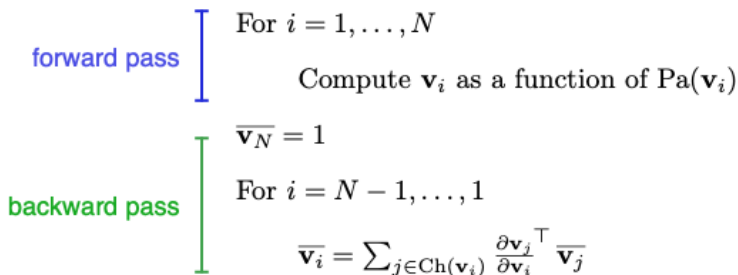 For i = 1, . . . , N
forward pass
Compute v_i as a function of Pa(v_i)
\overline{v_N} = 1
For i = N − 1, . . . , 1
backward pass
\overline{v_i} = \sum_{j∈Ch(v_i)} \frac{∂v_j}{∂v_i}^⊤ \overline{v_j}